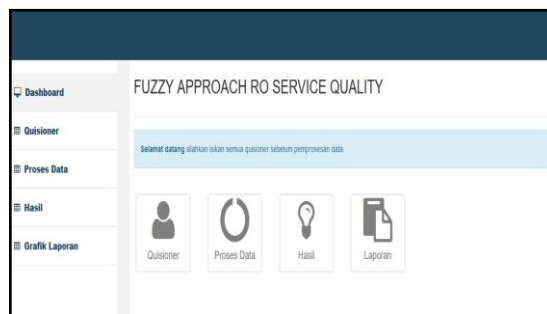 Dashboard
Quisioner
Proses Data
Hasil
Grafik Laporan
FUZZY APPROACH RO SERVICE QUALITY
Selamat datang silahkan isikan semua quisioner sebelum pemprosesan data.
Quisioner
Proses Data
Hasil
Laporan